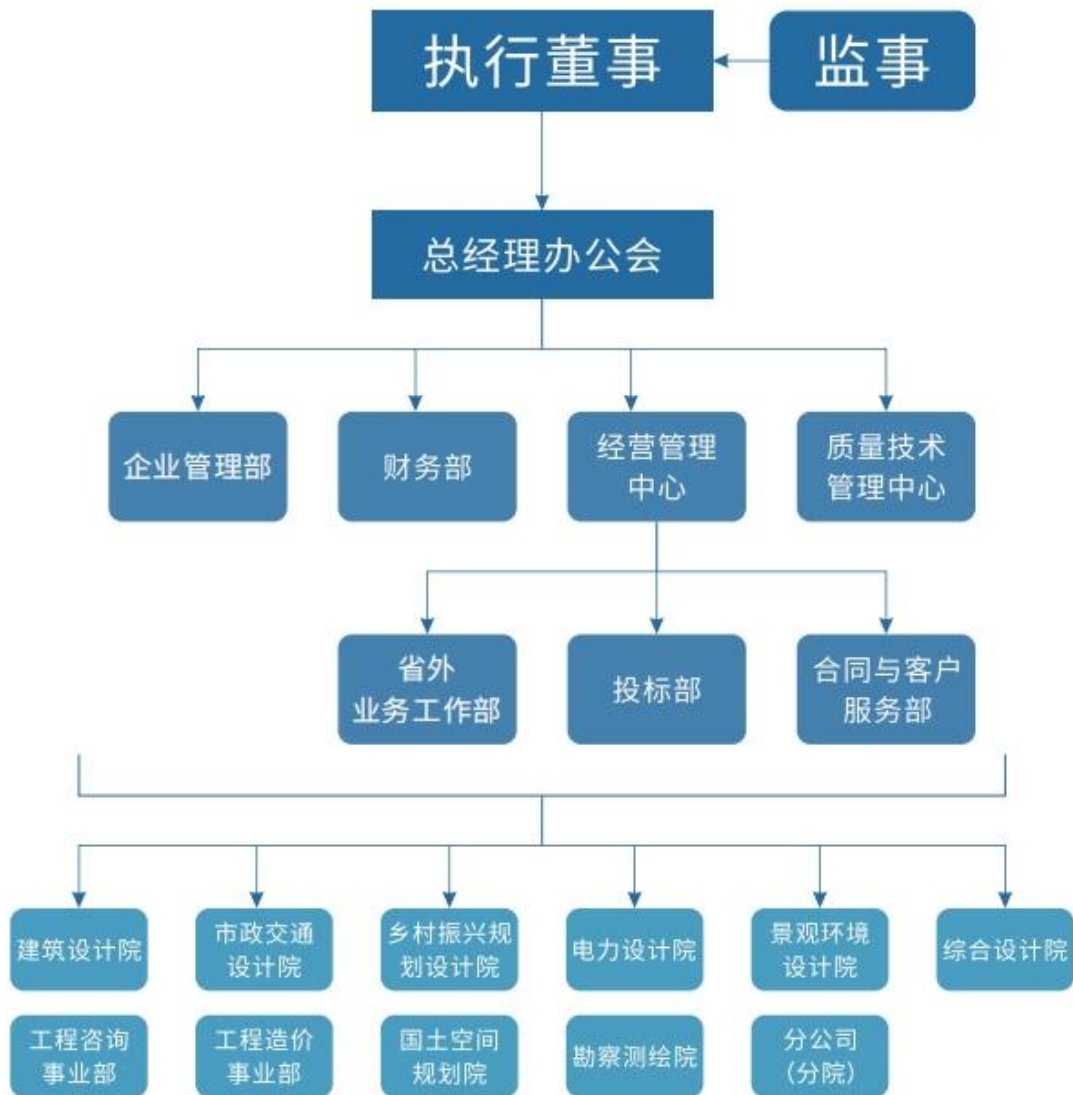 执行董事
监事
总经理办公会
企业管理部
财务部
经营管理
中心
质量技术
管理中心
省外
业务工作部
投标部
合同与客户
服务部
建筑设计院
市政交通
设计院
乡村振兴规
划设计院
电力设计院
景观环境
设计院
综合设计院
工程咨询
事业部
工程造价
事业部
国土空间
规划院
勘察测绘院
分公司
（分院）